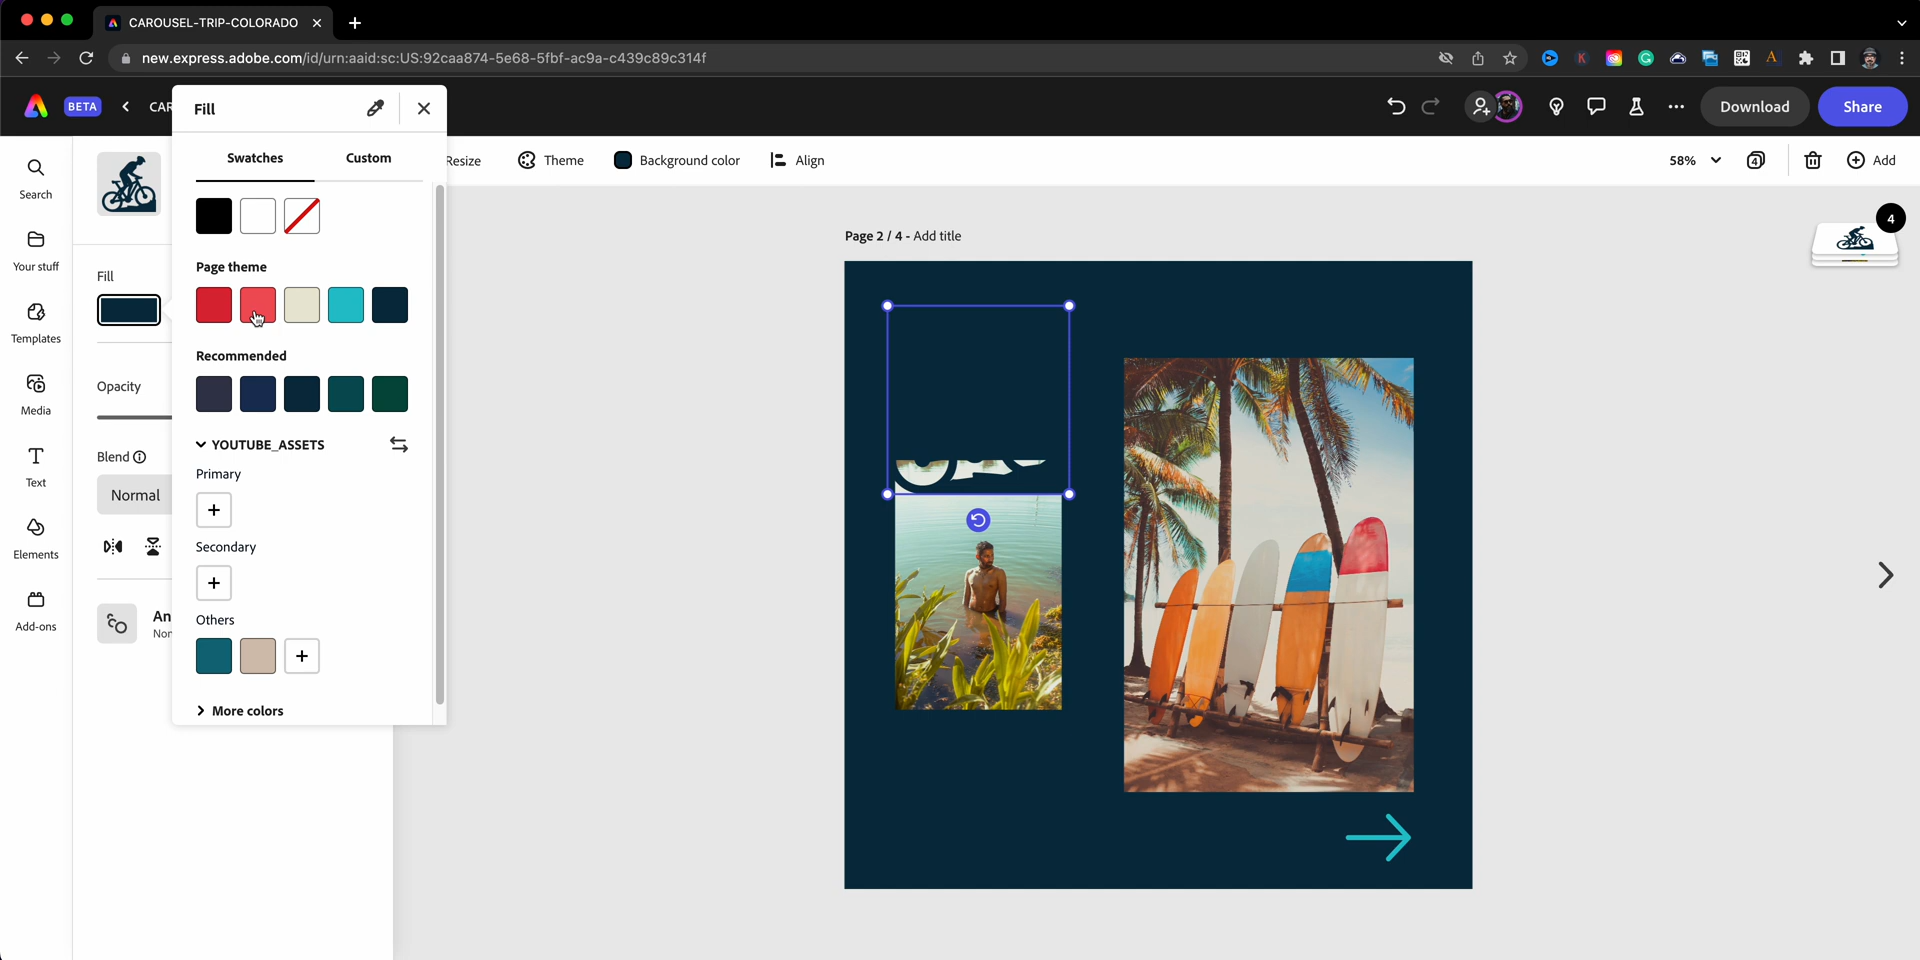 CAROUSEL-TRIP-COLORADO
new.express.adobe.com/id/urn:aaid:sc:US:92caa874-5e68-5fbf-ac9a-c439c89c314f
BETA
CAR
Download
Share
Fill
Swatches
Custom
Resize
Theme
Background color
Align
58%
4
Add
Search
Your stuff
Templates
Media
Text
Elements
Add-ons
Fill
Opacity
Blend
Normal
An
Non
Page theme
Recommended
YOUTUBE_ASSETS
Primary
Secondary
Others
More colors
Page 2 / 4 - Add title
4